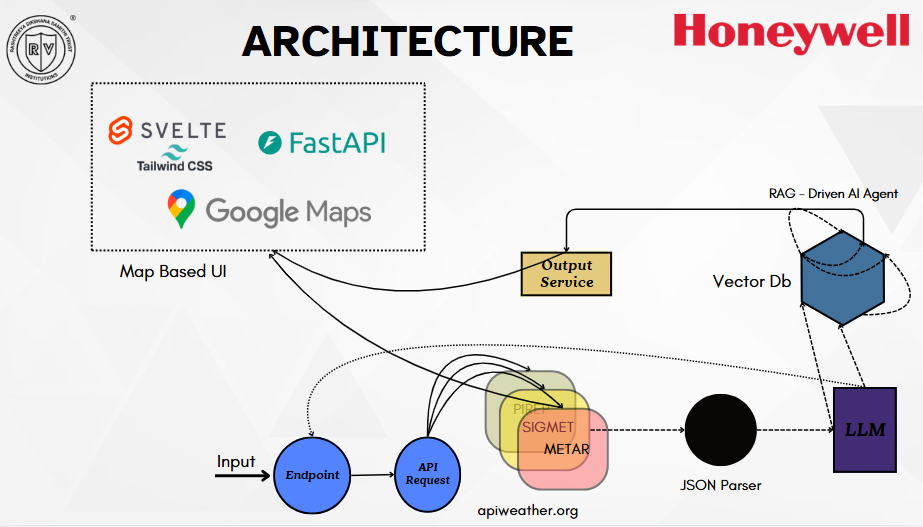 RASHTREEYA SIKSHANA SAMITHI TRUST
RV
INSTITUTIONS
®
ARCHITECTURE
Honeywell
SVELTE
Tailwind CSS
FastAPI
Google Maps
Map Based UI
RAG - Driven AI Agent
Output
Service
Vector Db
PIREP
SIGMET
METAR
LLM
Input
Endpoint
API
Request
JSON Parser
apiweather.org